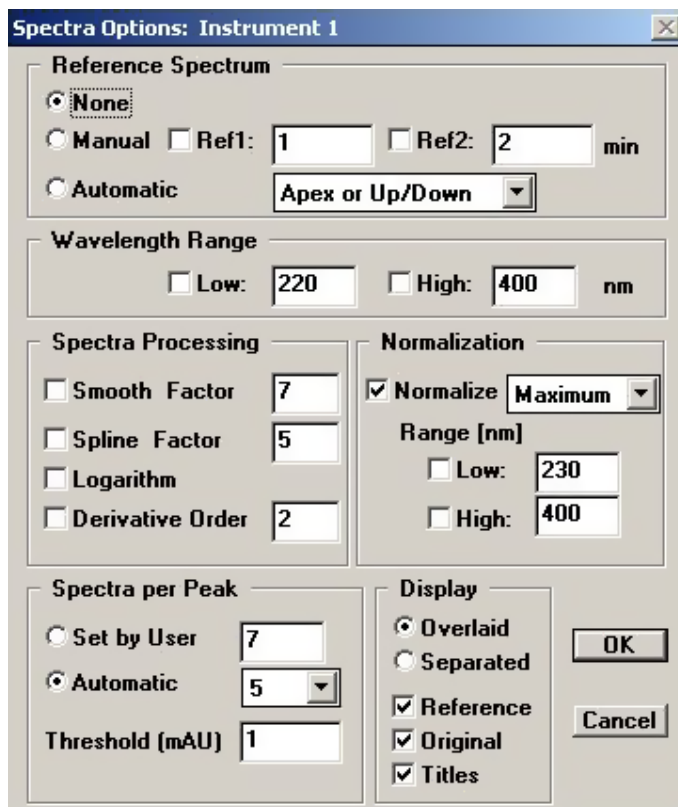 Spectra Options: Instrument 1
Reference Spectrum
None
Manual Ref1: 1 Ref2: 2 min
Automatic Apex or Up/Down
Wavelength Range
Low: 220 High: 400 nm
Spectra Processing
Smooth Factor 7
Spline Factor 5
Logarithm
Derivative Order 2
Normalization
Normalize Maximum
Range [nm]
Low: 230
High: 400
Spectra per Peak
Set by User 7
Automatic 5
Threshold (mAU) 1
Display
Overlaid
Separated
Reference
Original
Titles
OK
Cancel